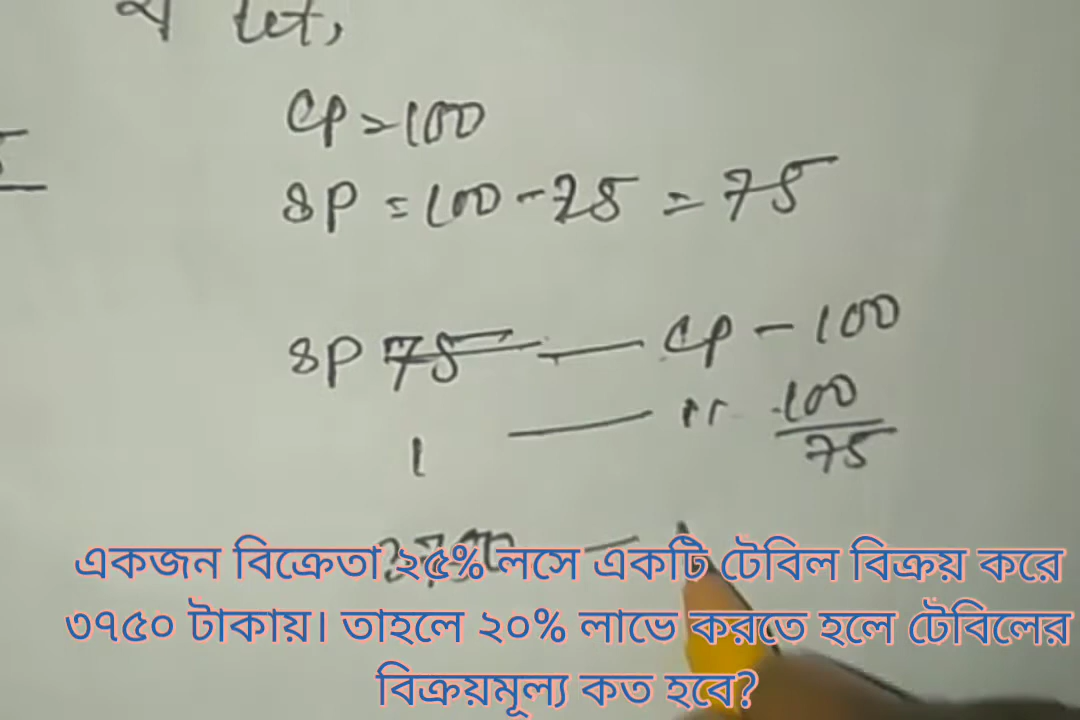 let,
CP = 100
SP = 100 - 25 = 75
SP 75 — CP - 100
1 — " 100/75
একজন বিক্রেতা ২৫% লসে একটি টেবিল বিক্রয় করে
৩৭৫০ টাকায়। তাহলে ২০% লাভে করতে হলে টেবিলের
বিক্রয়মূল্য কত হবে?